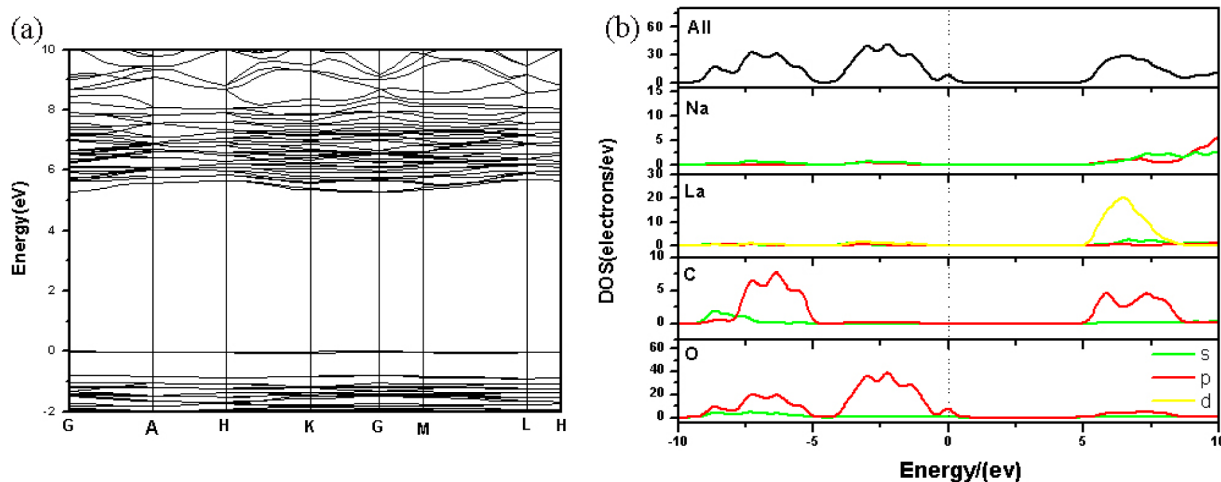 (a)
10
8
6
4
2
0
-2
Energy(eV)
G A H K G M L H
(b)
All
60
30
0
Na
15
10
5
0
La
30
20
10
0
C
10
5
0
O
60
40
20
0
s
p
d
DOS(electrons/ev)
-10 -5 0 5 10
Energy/(ev)